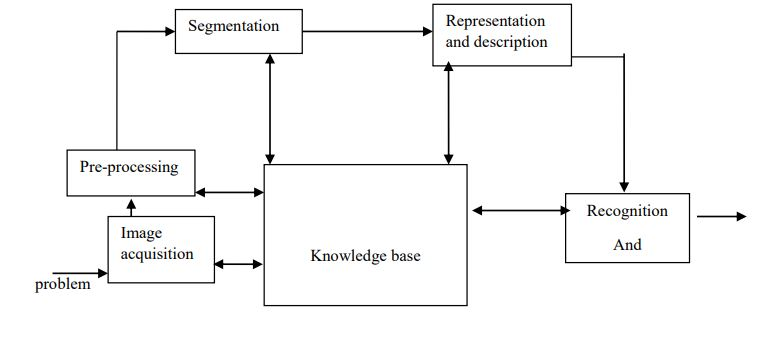 Segmentation
Representation
and description
Pre-processing
Recognition
And
Image
acquisition
Knowledge base
problem